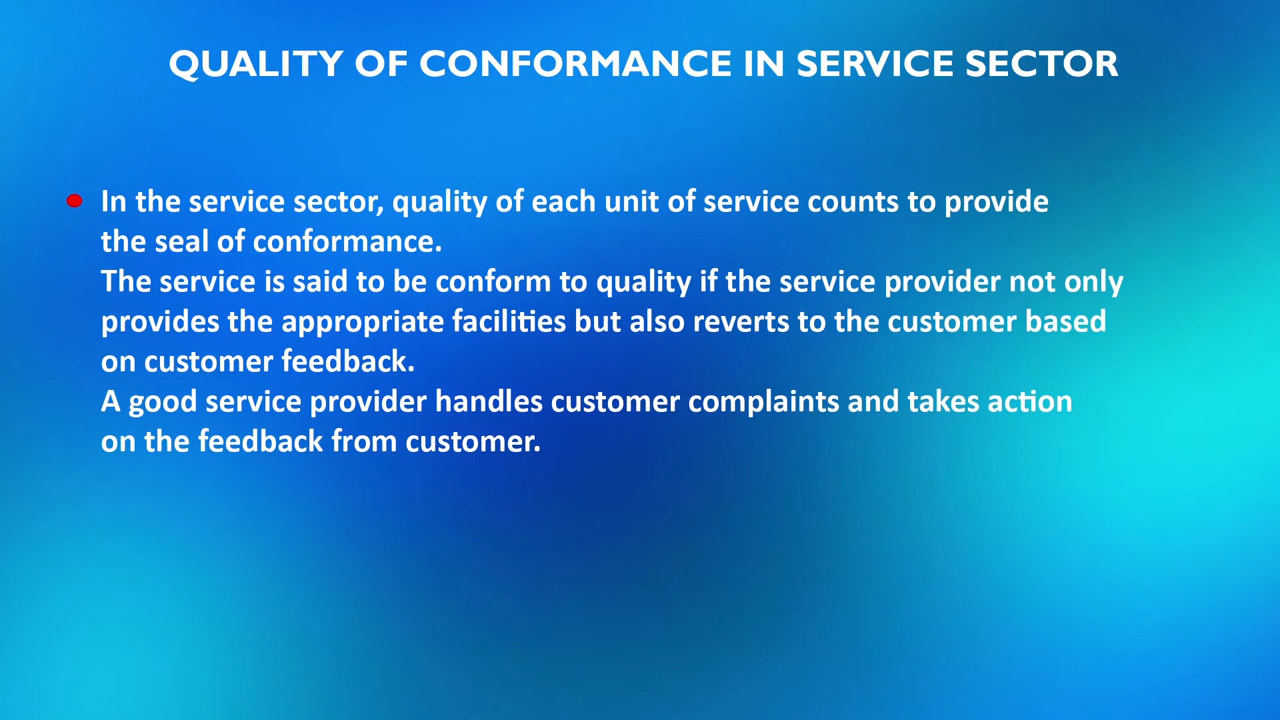 QUALITY OF CONFORMANCE IN SERVICE SECTOR
In the service sector, quality of each unit of service counts to provide
the seal of conformance.
The service is said to be conform to quality if the service provider not only
provides the appropriate facilities but also reverts to the customer based
on customer feedback.
A good service provider handles customer complaints and takes action
on the feedback from customer.